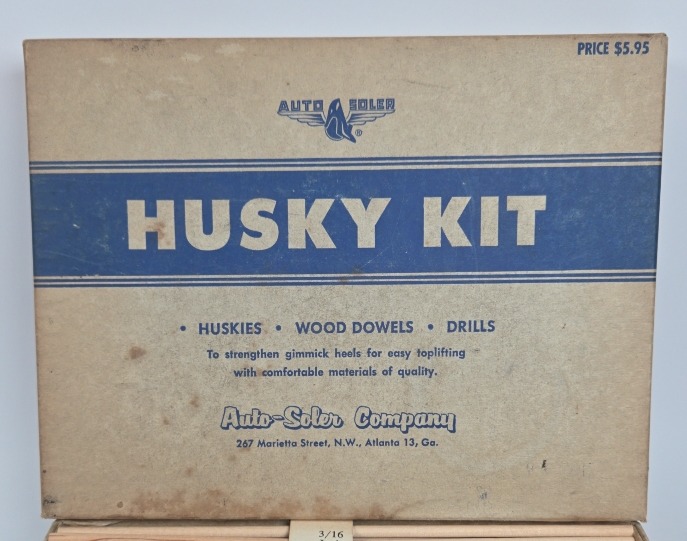 PRICE $5.95
AUTO SOLER
®
HUSKY KIT
• HUSKIES • WOOD DOWELS • DRILLS
To strengthen gimmick heels for easy toplifting
with comfortable materials of quality.
Auto-Soler Company
267 Marietta Street, N.W., Atlanta 13, Ga.
3/16